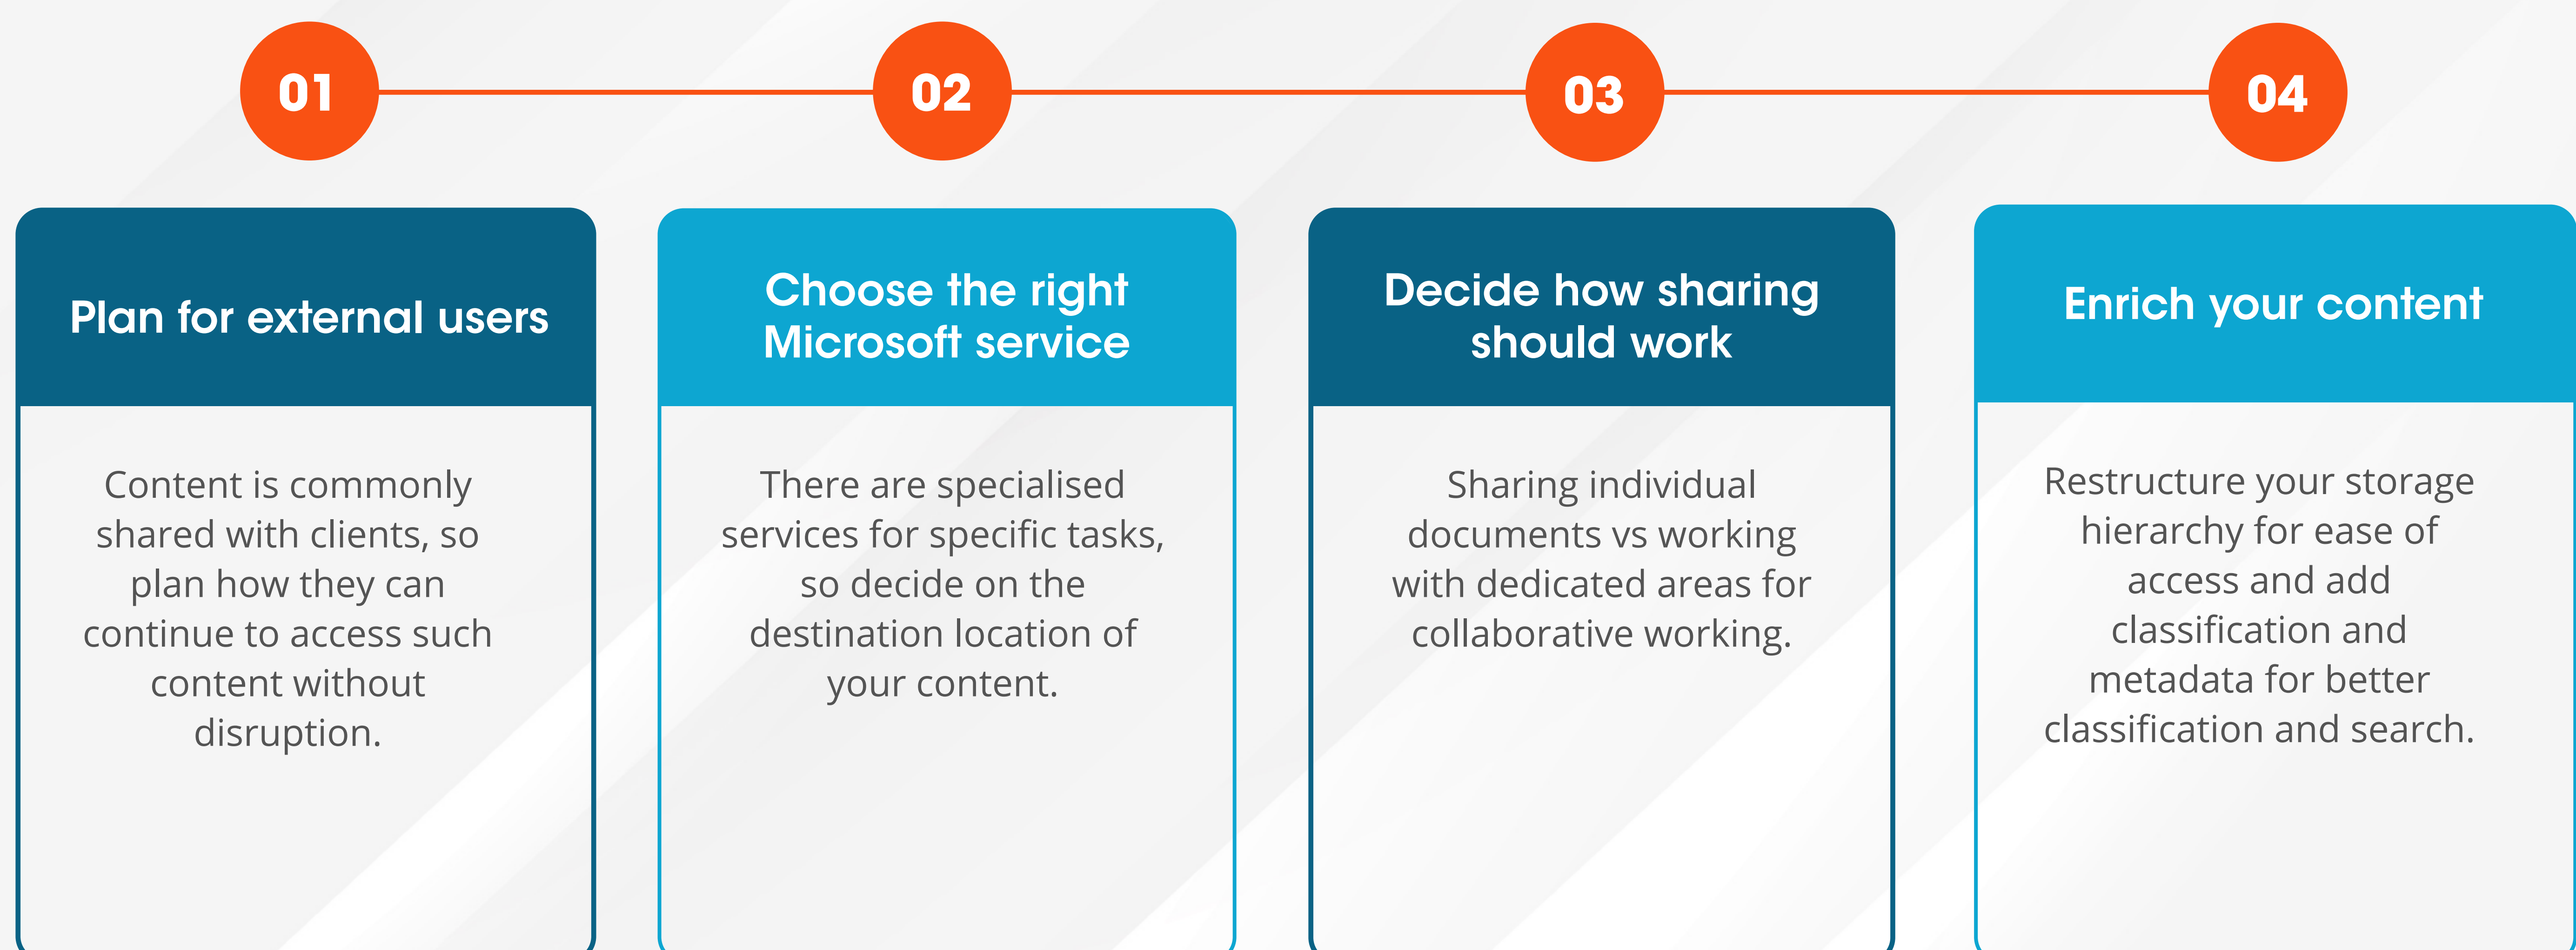 01
02
03
04
Plan for external users
Content is commonly
shared with clients, so
plan how they can
continue to access such
content without
disruption.
Choose the right
Microsoft service
There are specialised
services for specific tasks,
so decide on the
destination location of
your content.
Decide how sharing
should work
Sharing individual
documents vs working
with dedicated areas for
collaborative working.
Enrich your content
Restructure your storage
hierarchy for ease of
access and add
classification and
metadata for better
classification and search.